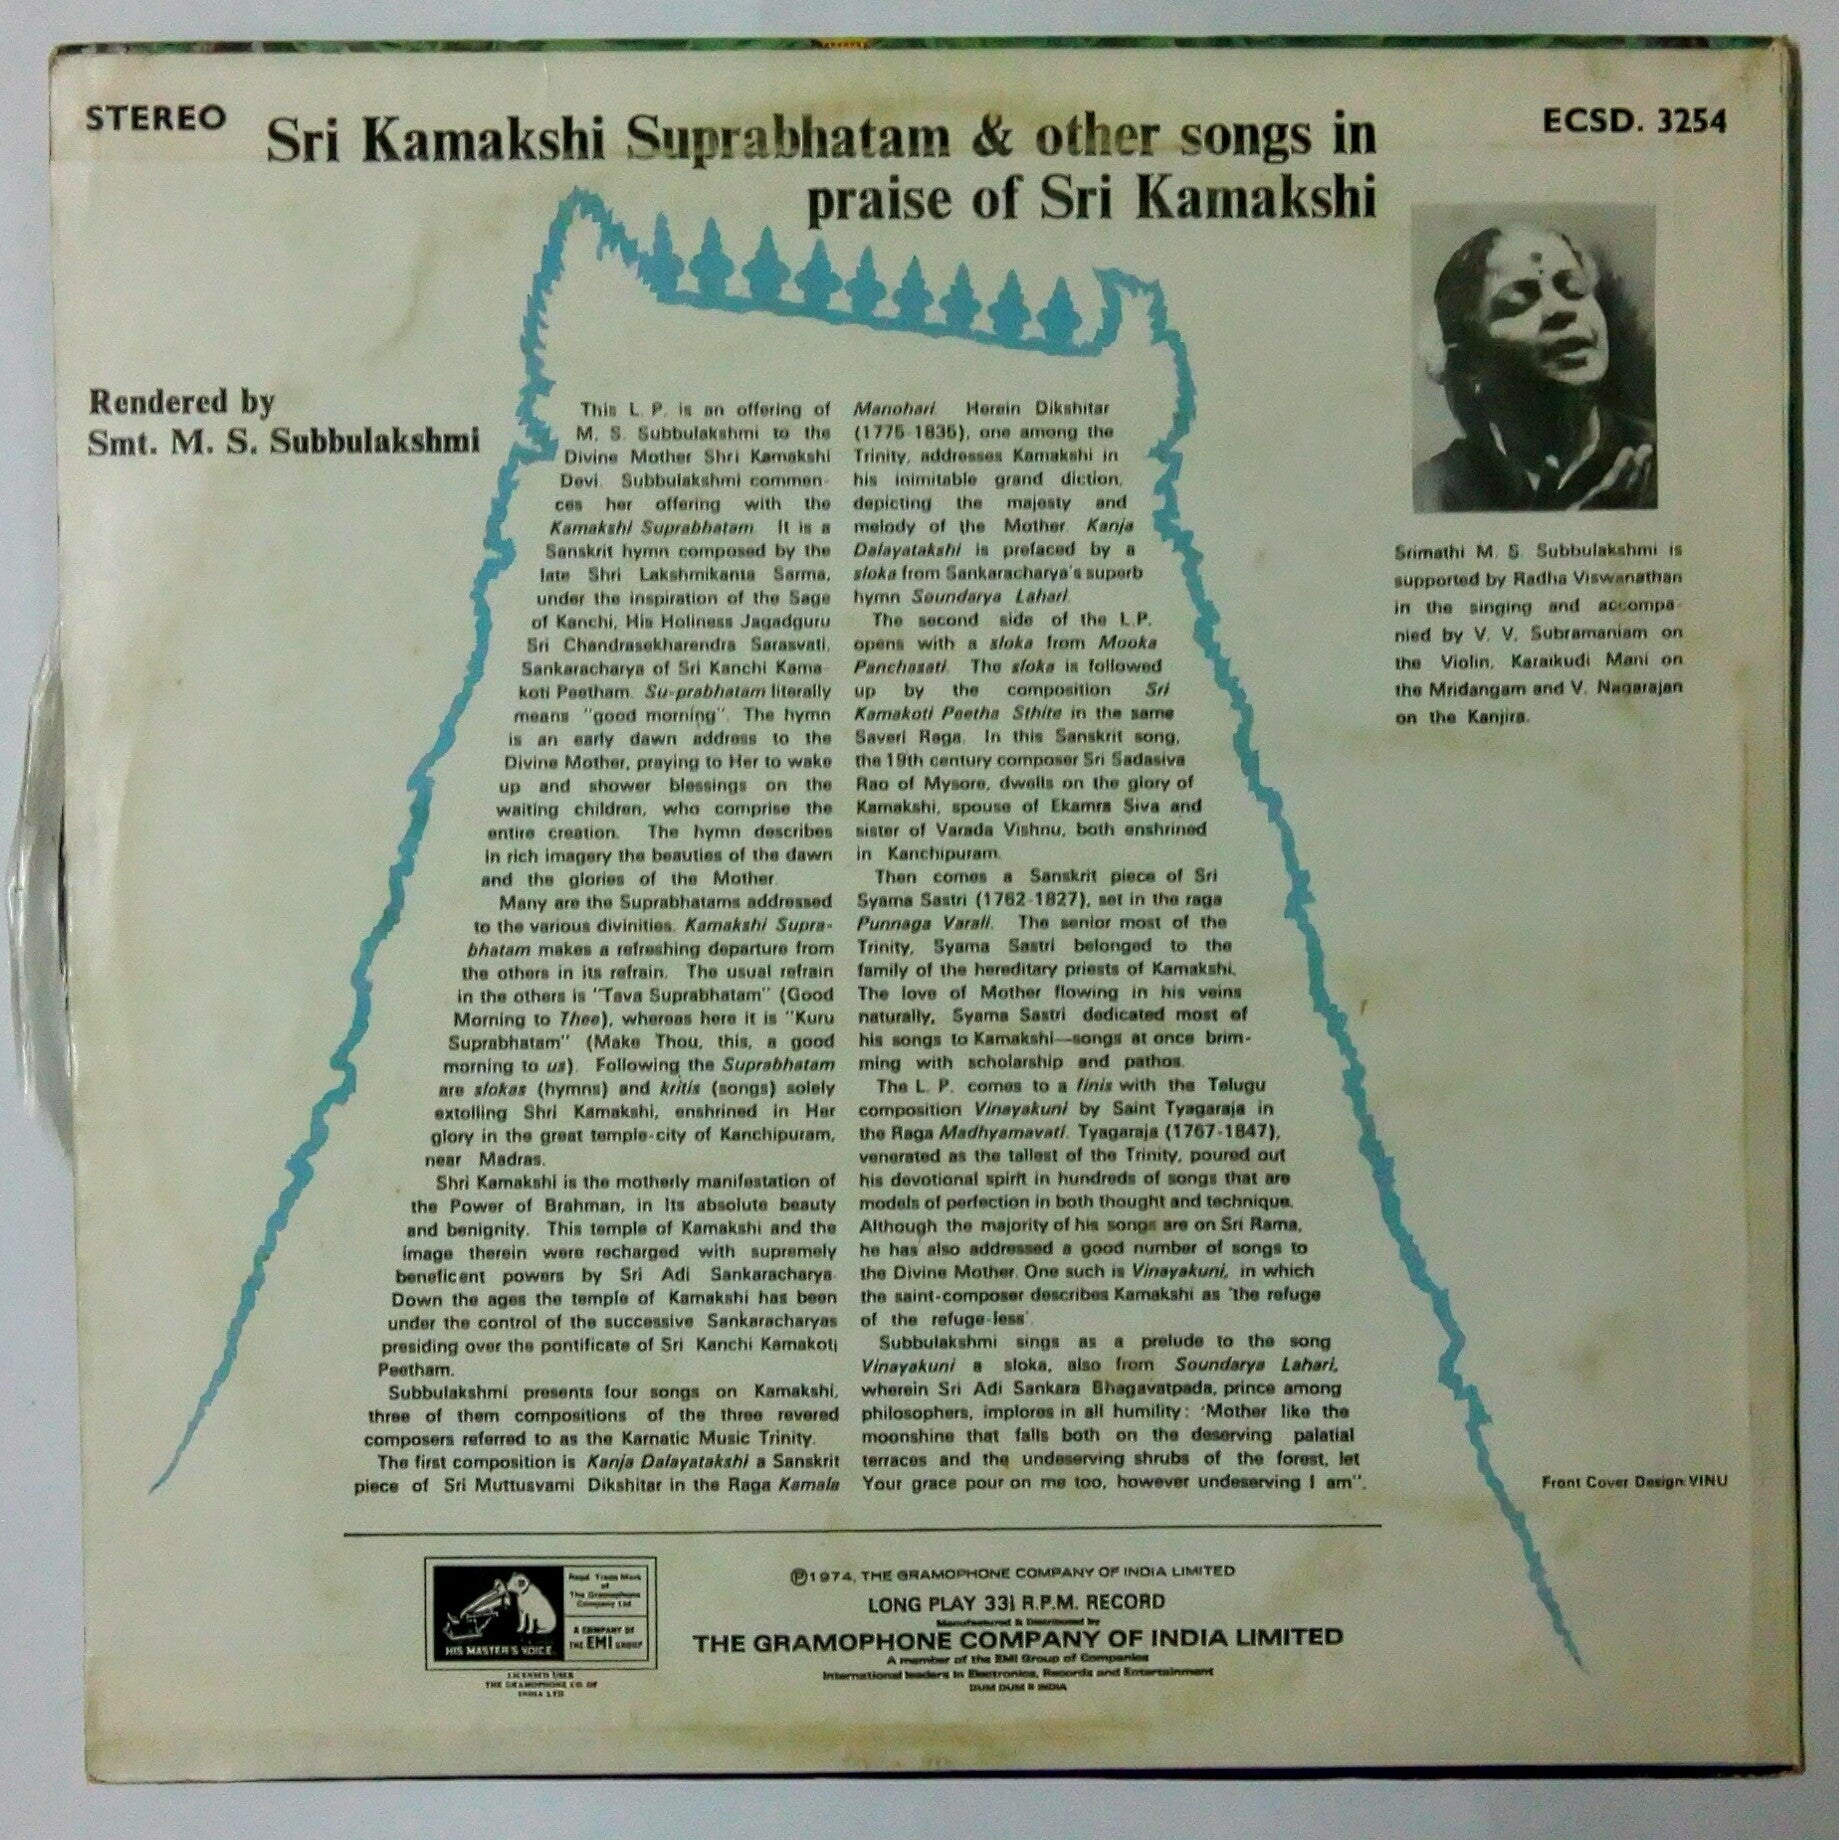 STEREO
ECSD. 3254
Sri Kamakshi Suprabhatam & other songs in
praise of Sri Kamakshi
Rendered by
Smt. M. S. Subbulakshmi
This L. P. is an offering of
M. S. Subbulakshmi to the
Divine Mother Shri Kamakshi
Devi. Subbulakshmi commen-
ces her offering with the
Kamakshi Suprabhatam. It is a
Sanskrit hymn composed by the
late Shri Lakshmikanta Sarma,
under the inspiration of the Sage
of Kanchi, His Holiness Jagadguru
Sri Chandrasekharendra Sarasvati,
Sankaracharya of Sri Kanchi Kama-
koti Peetham. Su-prabhatam literally
means "good morning". The hymn
is an early dawn address to the
Divine Mother, praying to Her to wake
up and shower blessings on the
waiting children, who comprise the
entire creation. The hymn describes
in rich imagery the beauties of the dawn
and the glories of the Mother.
Many are the Suprabhatams addressed
to the various divinities. Kamakshi Supra-
bhatam makes a refreshing departure from
the others in its refrain. The usual refrain
in the others is "Tava Suprabhatam" (Good
Morning to Thee), whereas here it is "Kuru
Suprabhatam" (Make Thou, this, a good
morning to us). Following the Suprabhatam
are slokas (hymns) and kritis (songs) solely
extolling Shri Kamakshi, enshrined in Her
glory in the great temple-city of Kanchipuram,
near Madras.
Shri Kamakshi is the motherly manifestation of
the Power of Brahman, in Its absolute beauty
and benignity. This temple of Kamakshi and the
image therein were recharged with supremely
beneficent powers by Sri Adi Sankaracharya.
Down the ages the temple of Kamakshi has been
under the control of the successive Sankaracharyas
presiding over the pontificate of Sri Kanchi Kamakoti
Peetham.
Subbulakshmi presents four songs on Kamakshi,
three of them compositions of the three revered
composers referred to as the Karnatic Music Trinity.
The first composition is Kanja Dalayatakshi a Sanskrit
piece of Sri Muttusvami Dikshitar in the Raga Kamala
Manohari. Herein Dikshitar
(1775-1835), one among the
Trinity, addresses Kamakshi in
his inimitable grand diction,
depicting the majesty and
melody of the Mother. Kanja
Dalayatakshi is prefaced by a
sloka from Sankaracharya's superb
hymn Soundarya Lahari.
The second side of the L.P.
opens with a sloka from Mooka
Panchasati. The sloka is followed
up by the composition Sri
Kamakoti Peetha Sthite in the same
Saveri Raga. In this Sanskrit song,
the 19th century composer Sri Sadasiva
Rao of Mysore, dwells on the glory of
Kamakshi, spouse of Ekamra Siva and
sister of Varada Vishnu, both enshrined
in Kanchipuram.
Then comes a Sanskrit piece of Sri
Syama Sastri (1762-1827), set in the raga
Punnaga Varali. The senior most of the
Trinity, Syama Sastri belonged to the
family of the hereditary priests of Kamakshi.
The love of Mother flowing in his veins
naturally, Syama Sastri dedicated most of
his songs to Kamakshi—songs at once brim-
ming with scholarship and pathos.
The L. P. comes to a finis with the Telugu
composition Vinayakuni by Saint Tyagaraja in
the Raga Madhyamavati. Tyagaraja (1767-1847),
venerated as the tallest of the Trinity, poured out
his devotional spirit in hundreds of songs that are
models of perfection in both thought and technique.
Although the majority of his songs are on Sri Rama,
he has also addressed a good number of songs to
the Divine Mother. One such is Vinayakuni, in which
the saint-composer describes Kamakshi as 'the refuge
of the refuge-less'.
Subbulakshmi sings as a prelude to the song
Vinayakuni a sloka, also from Soundarya Lahari,
wherein Sri Adi Sankara Bhagavatpada, prince among
philosophers, implores in all humility: 'Mother like the
moonshine that falls both on the deserving palatial
terraces and the undeserving shrubs of the forest, let
Your grace pour on me too, however undeserving I am".
Srimathi M. S. Subbulakshmi is
supported by Radha Viswanathan
in the singing and accompa-
nied by V. V. Subramaniam on
the Violin, Karaikudi Mani on
the Mridangam and V. Nagarajan
on the Kanjira.
Front Cover Design: VINU
HIS MASTER'S VOICE
Regd. Trade Mark
of
The Gramophone
Company Ltd
A COMPANY OF
THE EMI GROUP
LICENSED USER
THE GRAMOPHONE CO OF
INDIA LTD
℗1974, THE GRAMOPHONE COMPANY OF INDIA LIMITED
LONG PLAY 33⅓ R.P.M. RECORD
Manufactured & Distributed by
THE GRAMOPHONE COMPANY OF INDIA LIMITED
A member of the EMI Group of Companies
International leaders in Electronics, Records and Entertainment
DUM DUM INDIA